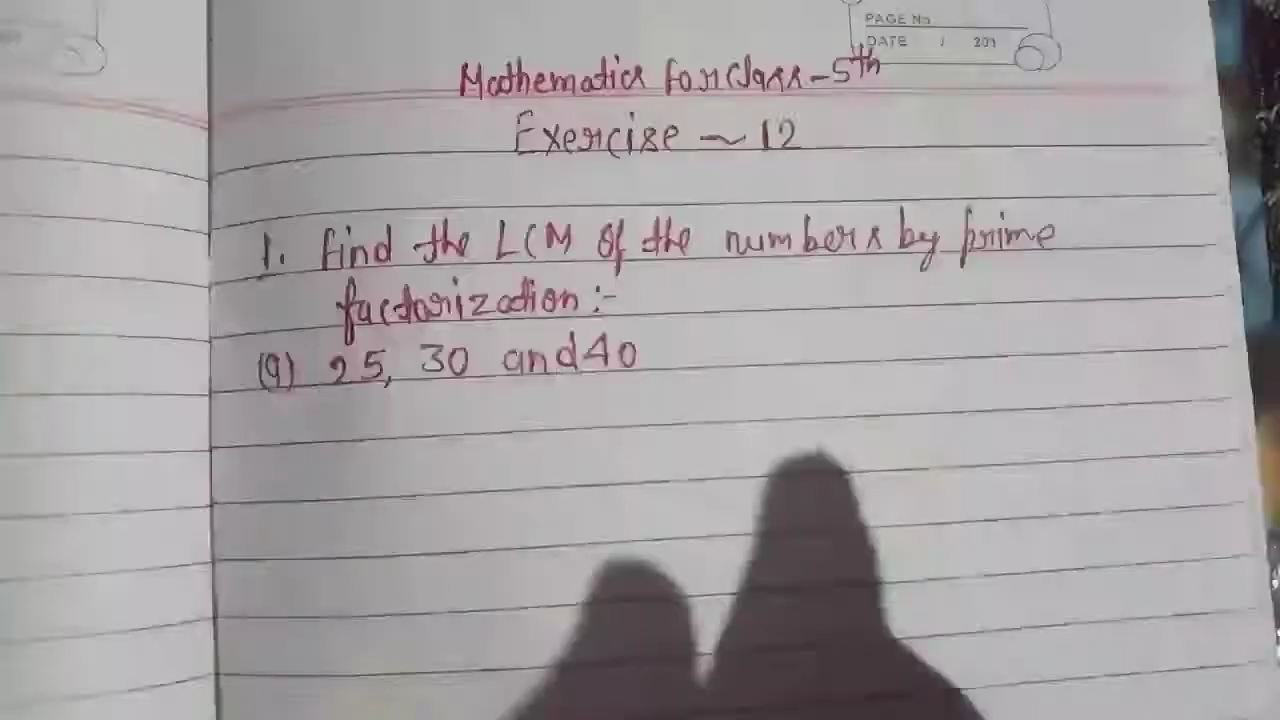 PAGE No
DATE / 201
Mathematics for class-5th
Exercise ~ 12
1. find the LCM of the numbers by prime
factorization:-
(a) 25, 30 and 40